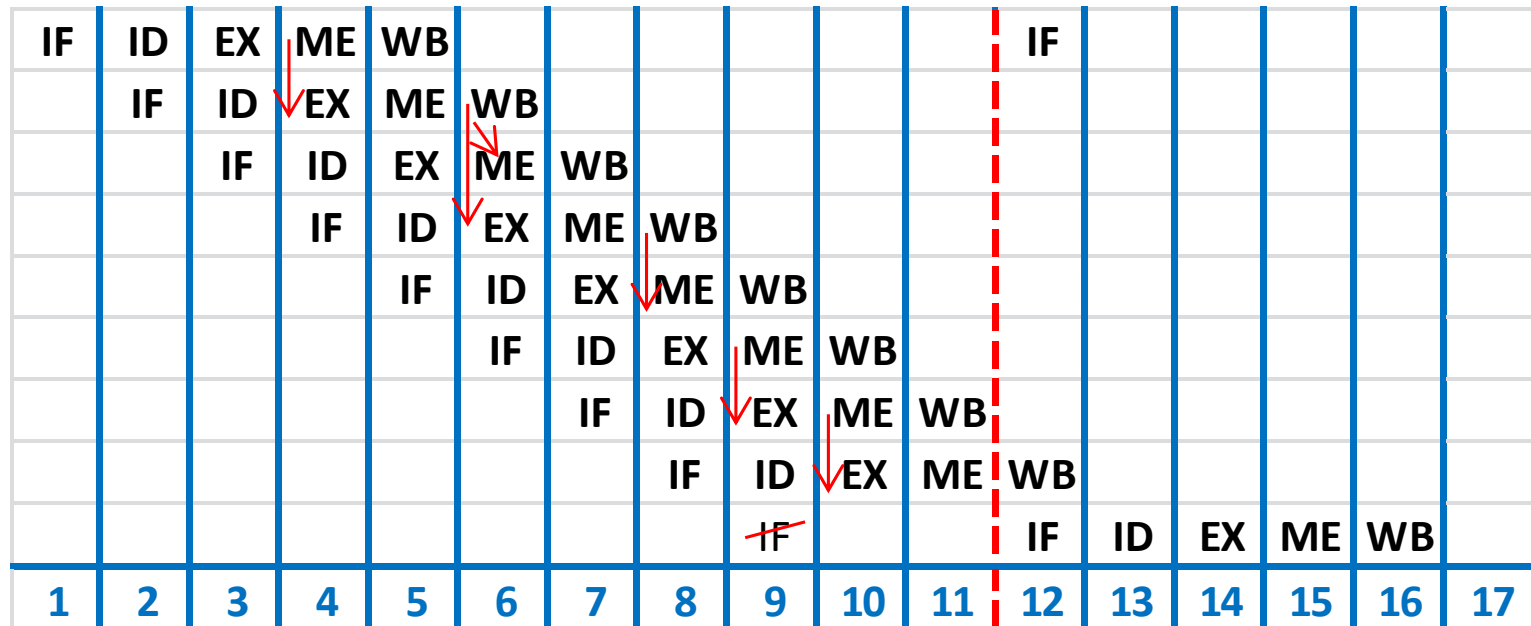 IF ID EX ME WB IF
IF ID EX ME WB
IF ID EX ME WB
IF ID EX ME WB
IF ID EX ME WB
IF ID EX ME WB
IF ID EX ME WB
IF ID EX ME WB
IF IF ID EX ME WB
1 2 3 4 5 6 7 8 9 10 11 12 13 14 15 16 17